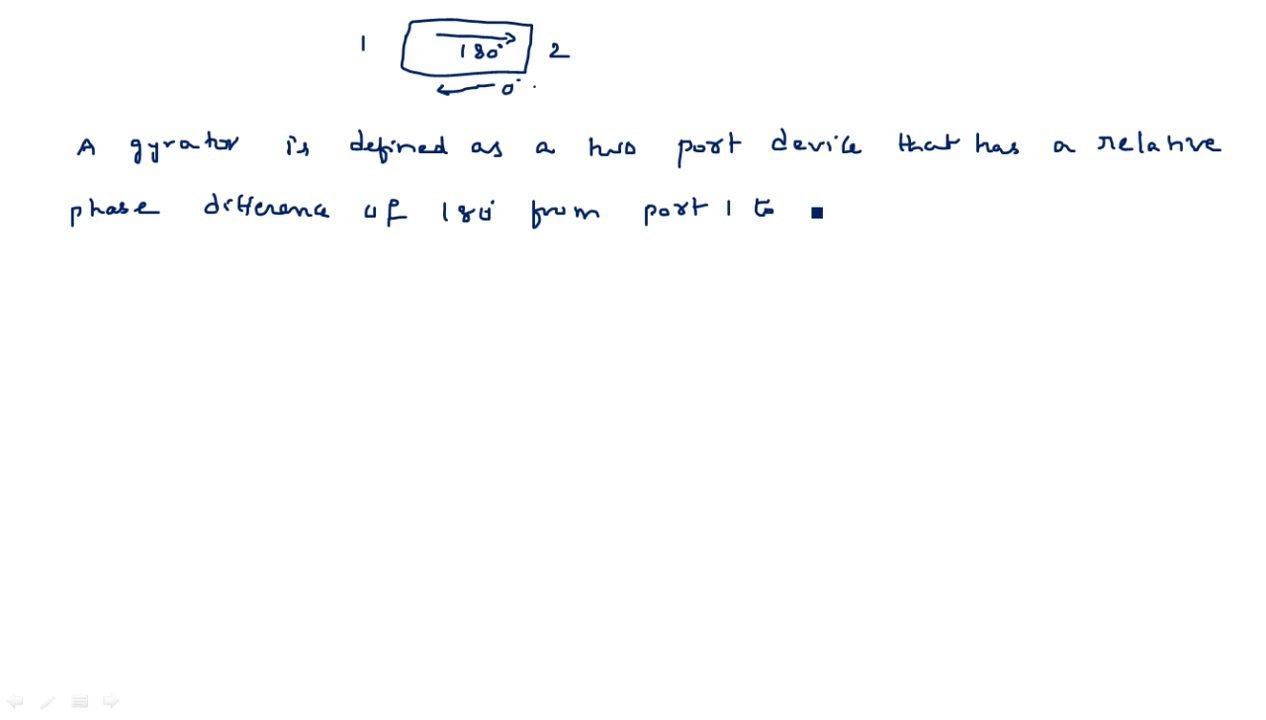 1 180° 2
0°
A gyrator is defined as a two port device that has a relative
phase difference of 180° from port 1 to